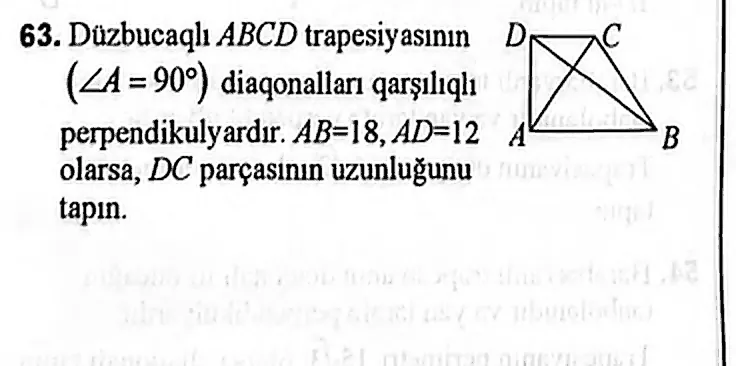 63. Düzbucaqlı ABCD trapesiyasının
(∠A = 90°) diaqonalları qarşılıqlı
perpendikulyardır. AB=18, AD=12
olarsa, DC parçasının uzunluğunu
tapın.
D C
A B